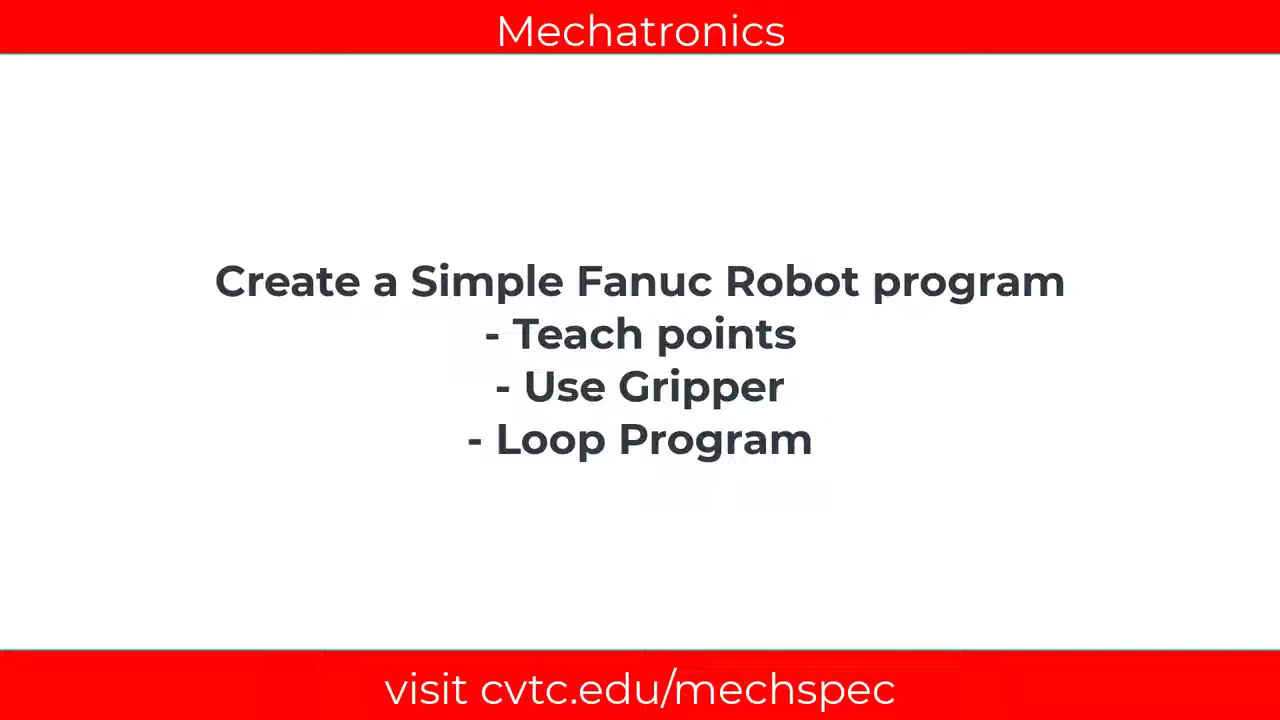 Mechatronics
Create a Simple Fanuc Robot program
- Teach points
- Use Gripper
- Loop Program
visit cvtc.edu/mechspec